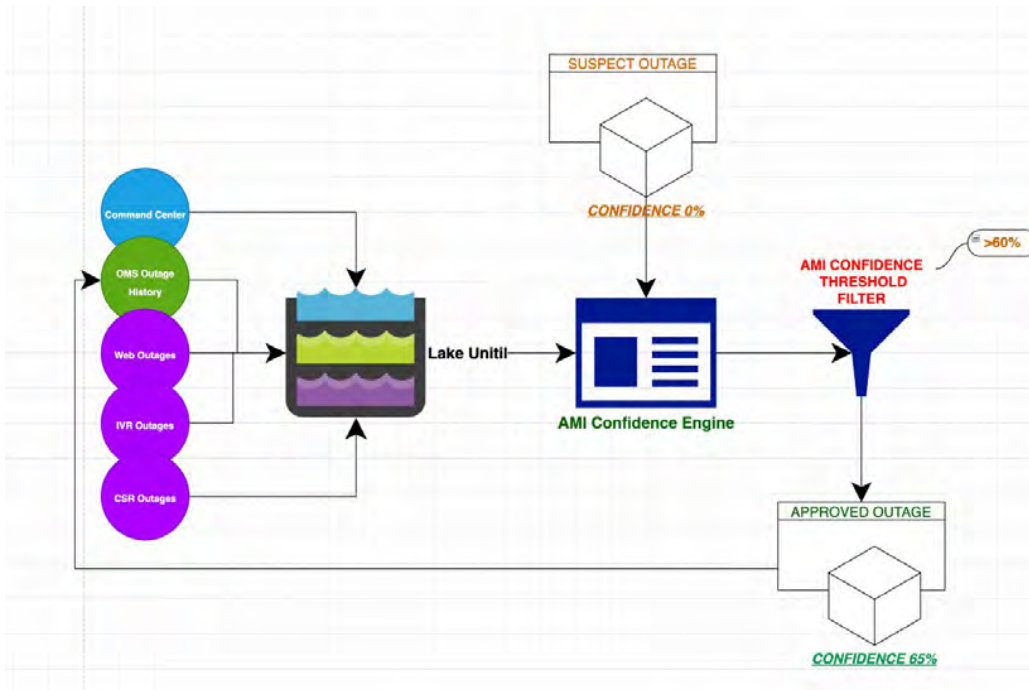 SUSPECT OUTAGE
CONFIDENCE 0%
Command Center
OMS Outage
History
Web Outages
IVR Outages
CSR Outages
Lake Unitil
AMI Confidence Engine
>60%
AMI CONFIDENCE
THRESHOLD
FILTER
APPROVED OUTAGE
CONFIDENCE 65%